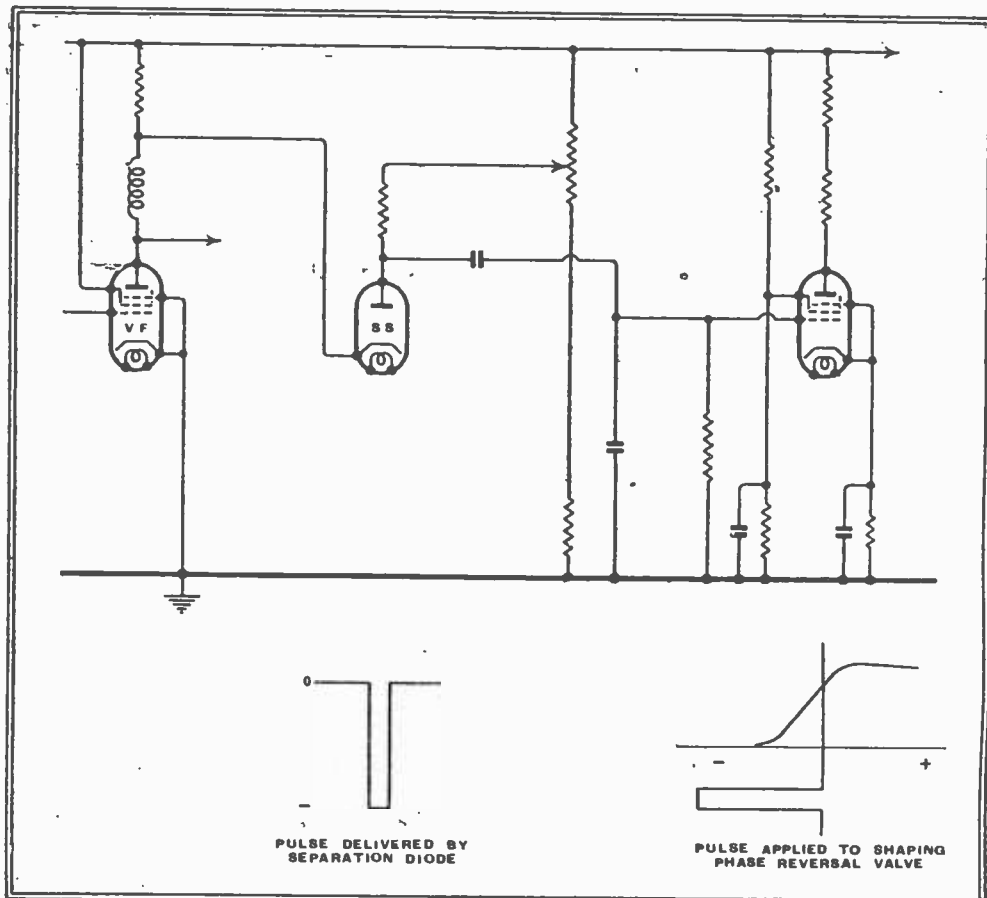 VF
SS
0
–
PULSE DELIVERED BY
SEPARATION DIODE
– +
PULSE APPLIED TO SHAPING
PHASE REVERSAL VALVE